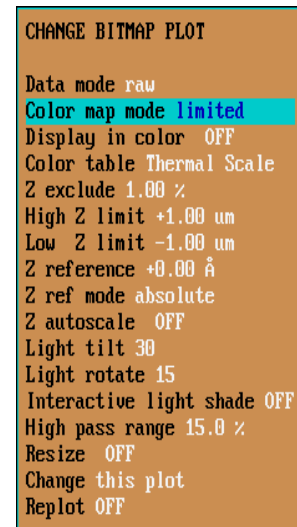 CHANGE BITMAP PLOT
Data mode raw
Color map mode limited
Display in color OFF
Color table Thermal Scale
Z exclude 1.00 %
High Z limit +1.00 um
Low Z limit -1.00 um
Z reference +0.00 Å
Z ref mode absolute
Z autoscale OFF
Light tilt 30
Light rotate 15
Interactive light shade OFF
High pass range 15.0 %
Resize OFF
Change this plot
Replot OFF